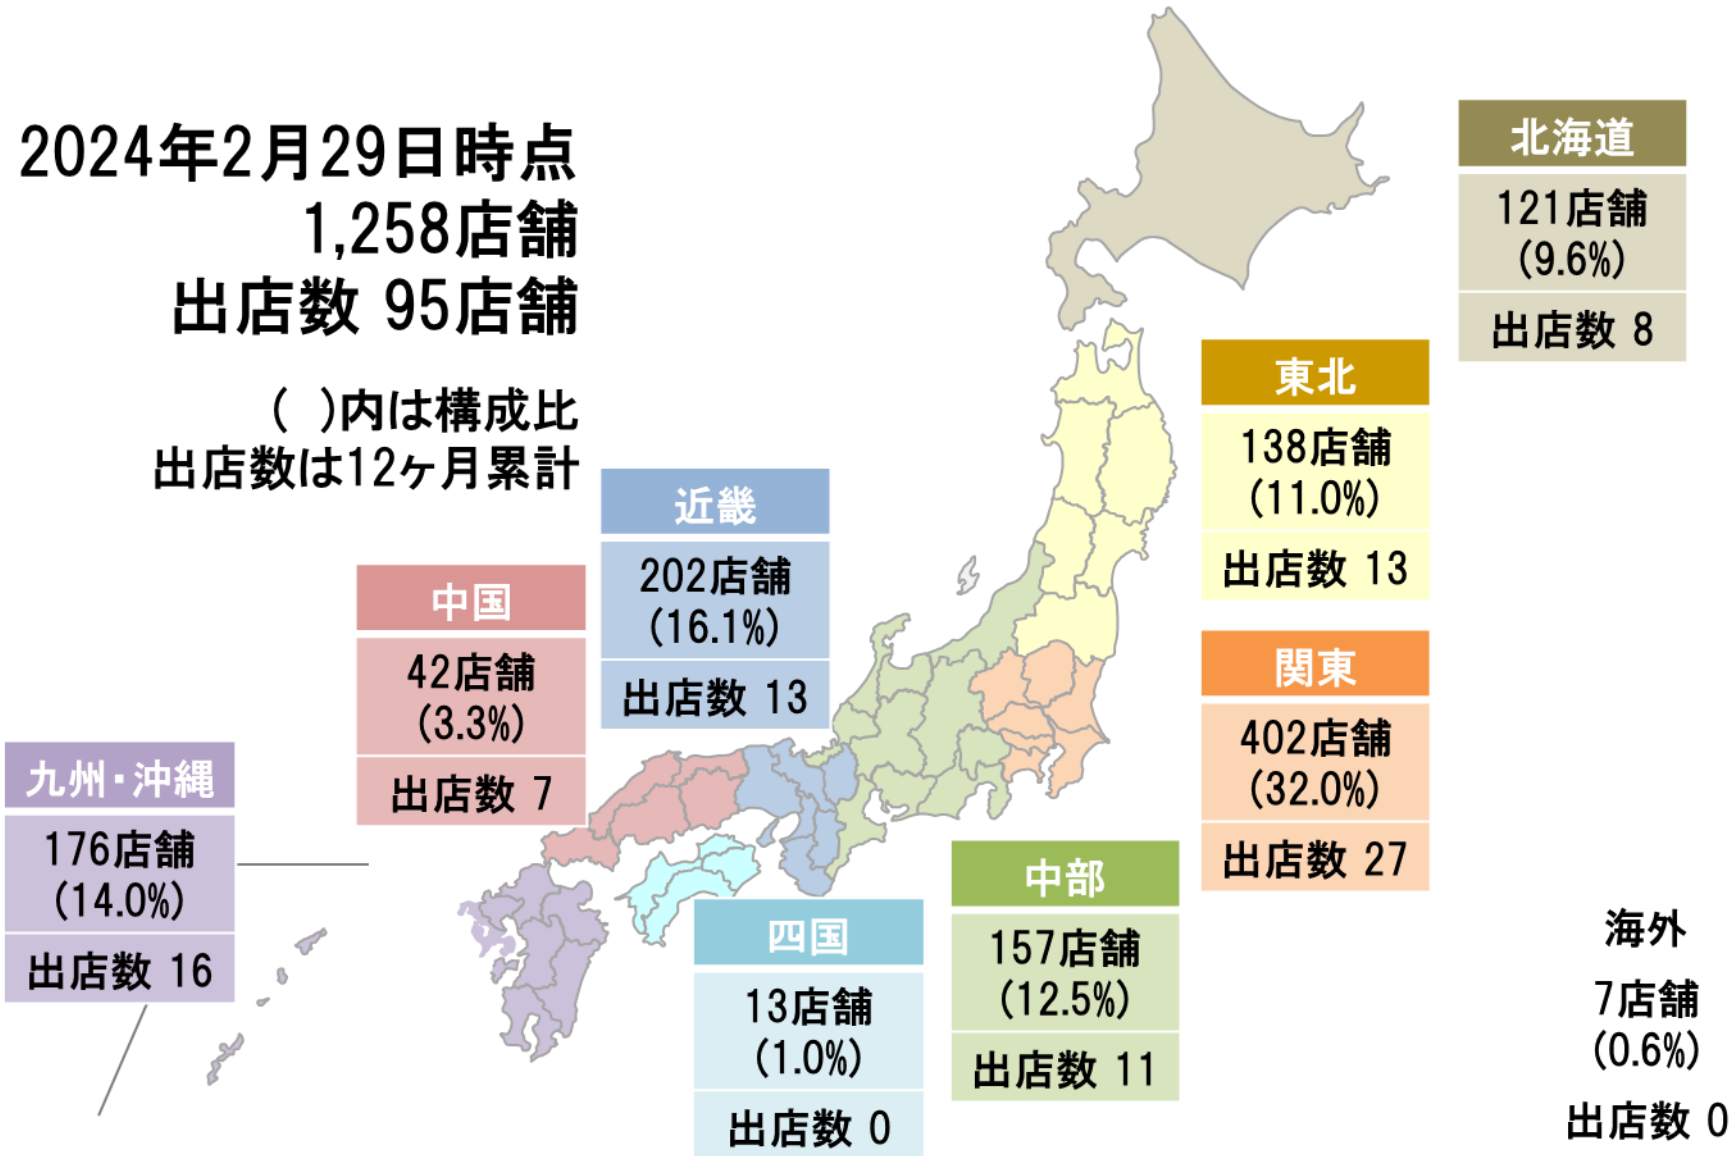 2024年2月29日時点
1,258店舗
出店数 95店舗
( )内は構成比
出店数は12ヶ月累計
北海道
121店舗
(9.6%)
出店数 8
東北
138店舗
(11.0%)
出店数 13
関東
402店舗
(32.0%)
出店数 27
近畿
202店舗
(16.1%)
出店数 13
中国
42店舗
(3.3%)
出店数 7
九州・沖縄
176店舗
(14.0%)
出店数 16
四国
13店舗
(1.0%)
出店数 0
中部
157店舗
(12.5%)
出店数 11
海外
7店舗
(0.6%)
出店数 0